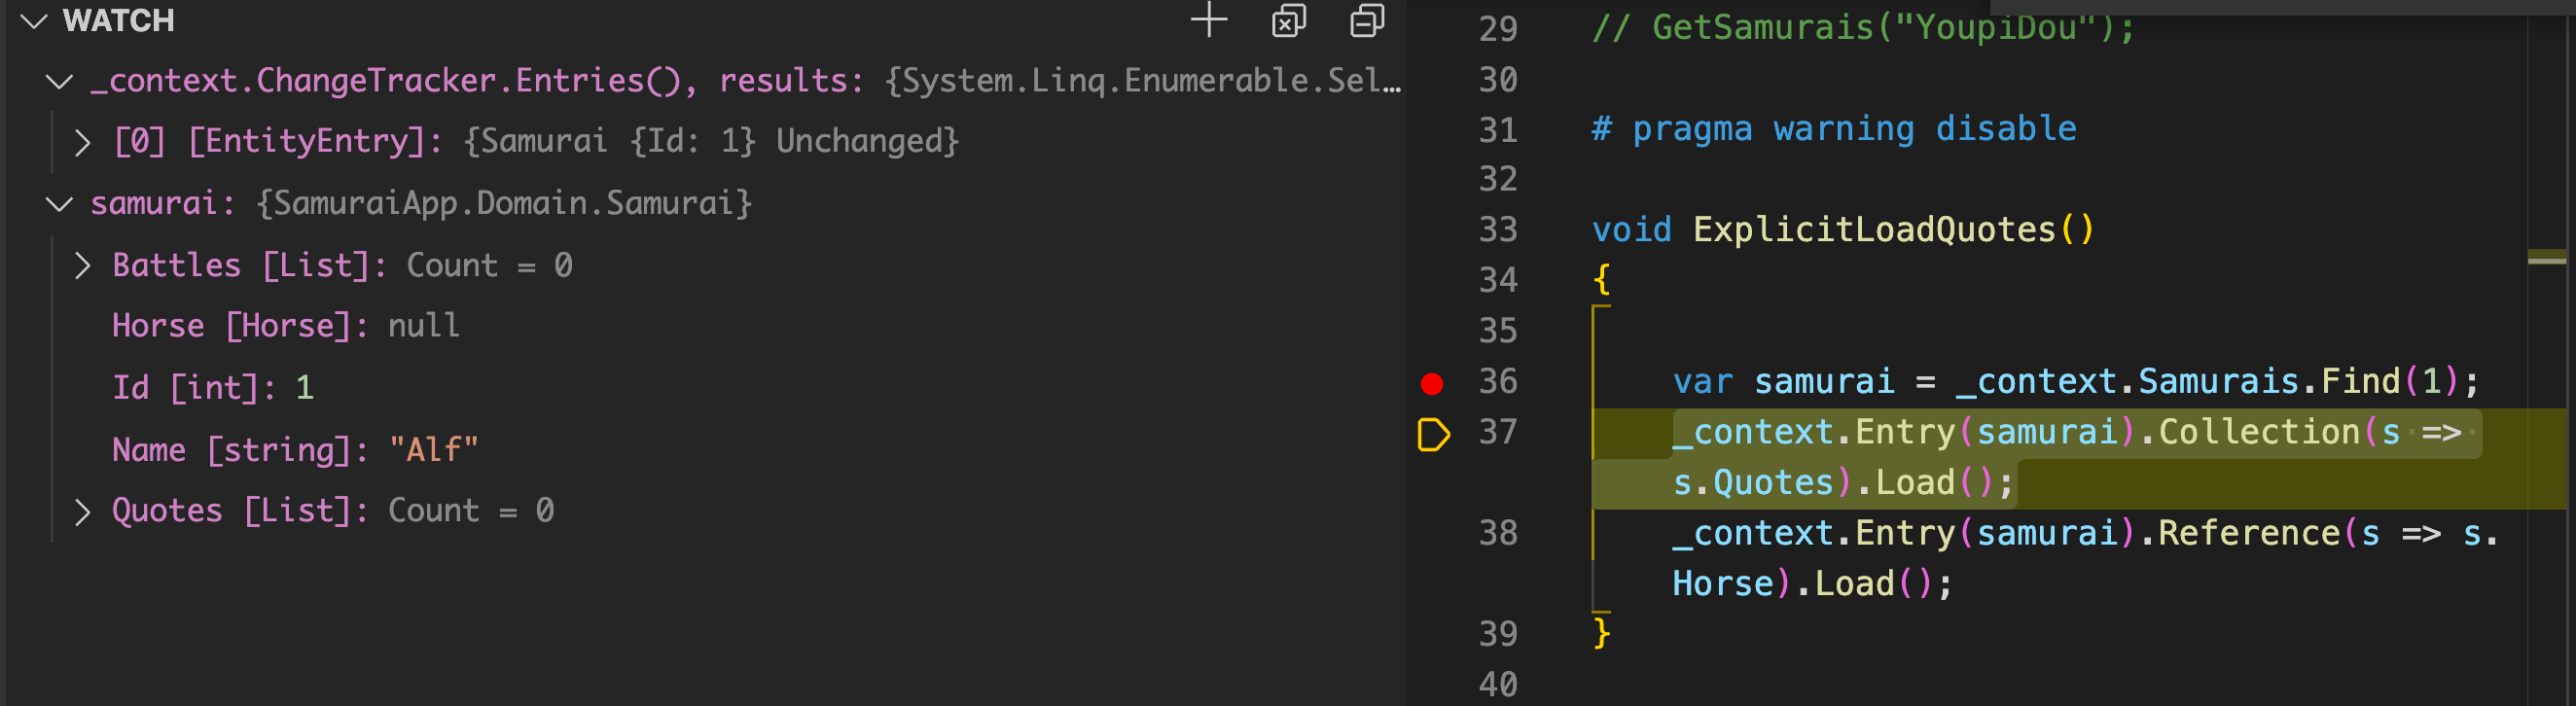 WATCH
_context.ChangeTracker.Entries(), results: {System.Linq.Enumerable.Sel…
[0] [EntityEntry]: {Samurai {Id: 1} Unchanged}
samurai: {SamuraiApp.Domain.Samurai}
Battles [List]: Count = 0
Horse [Horse]: null
Id [int]: 1
Name [string]: "Alf"
Quotes [List]: Count = 0
29 // GetSamurais("YoupiDou");
30
31 # pragma warning disable
32
33 void ExplicitLoadQuotes()
34 {
35
36 var samurai = _context.Samurais.Find(1);
37 _context.Entry(samurai).Collection(s =>
s.Quotes).Load();
38 _context.Entry(samurai).Reference(s => s.
Horse).Load();
39 }
40